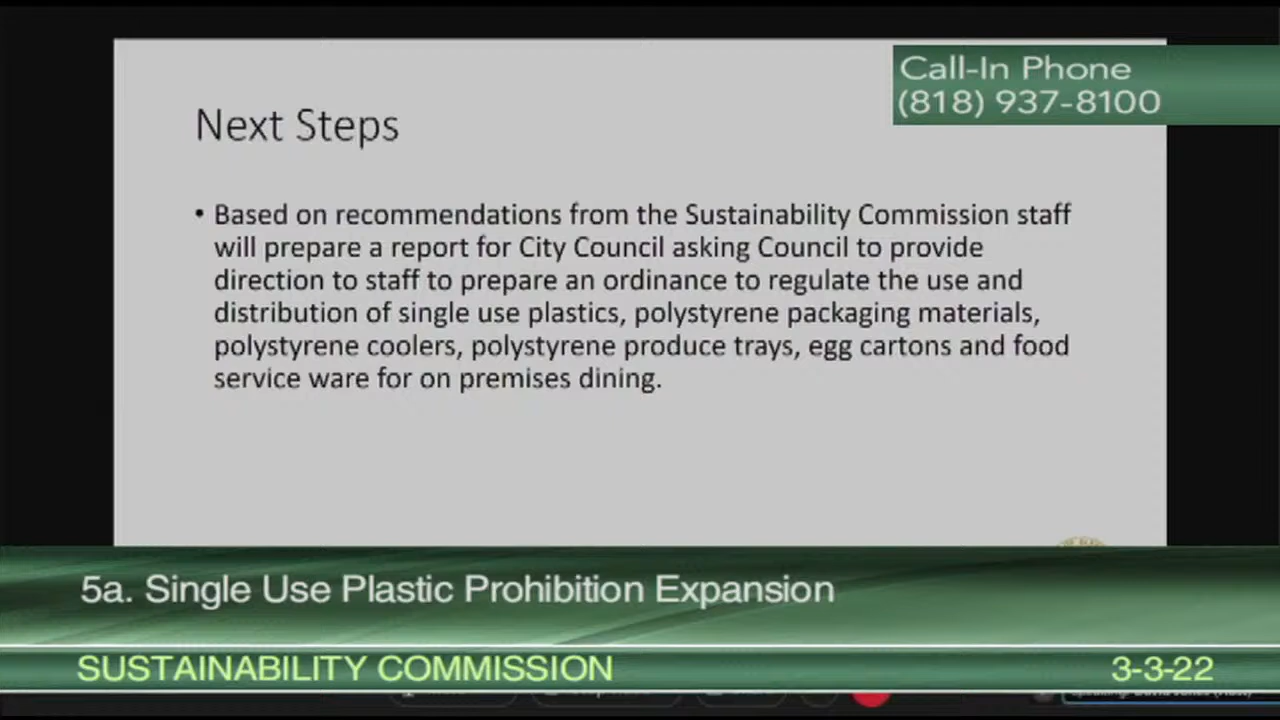 Call-In Phone
(818) 937-8100
Next Steps
• Based on recommendations from the Sustainability Commission staff
will prepare a report for City Council asking Council to provide
direction to staff to prepare an ordinance to regulate the use and
distribution of single use plastics, polystyrene packaging materials,
polystyrene coolers, polystyrene produce trays, egg cartons and food
service ware for on premises dining.
5a. Single Use Plastic Prohibition Expansion
SUSTAINABILITY COMMISSION
3-3-22